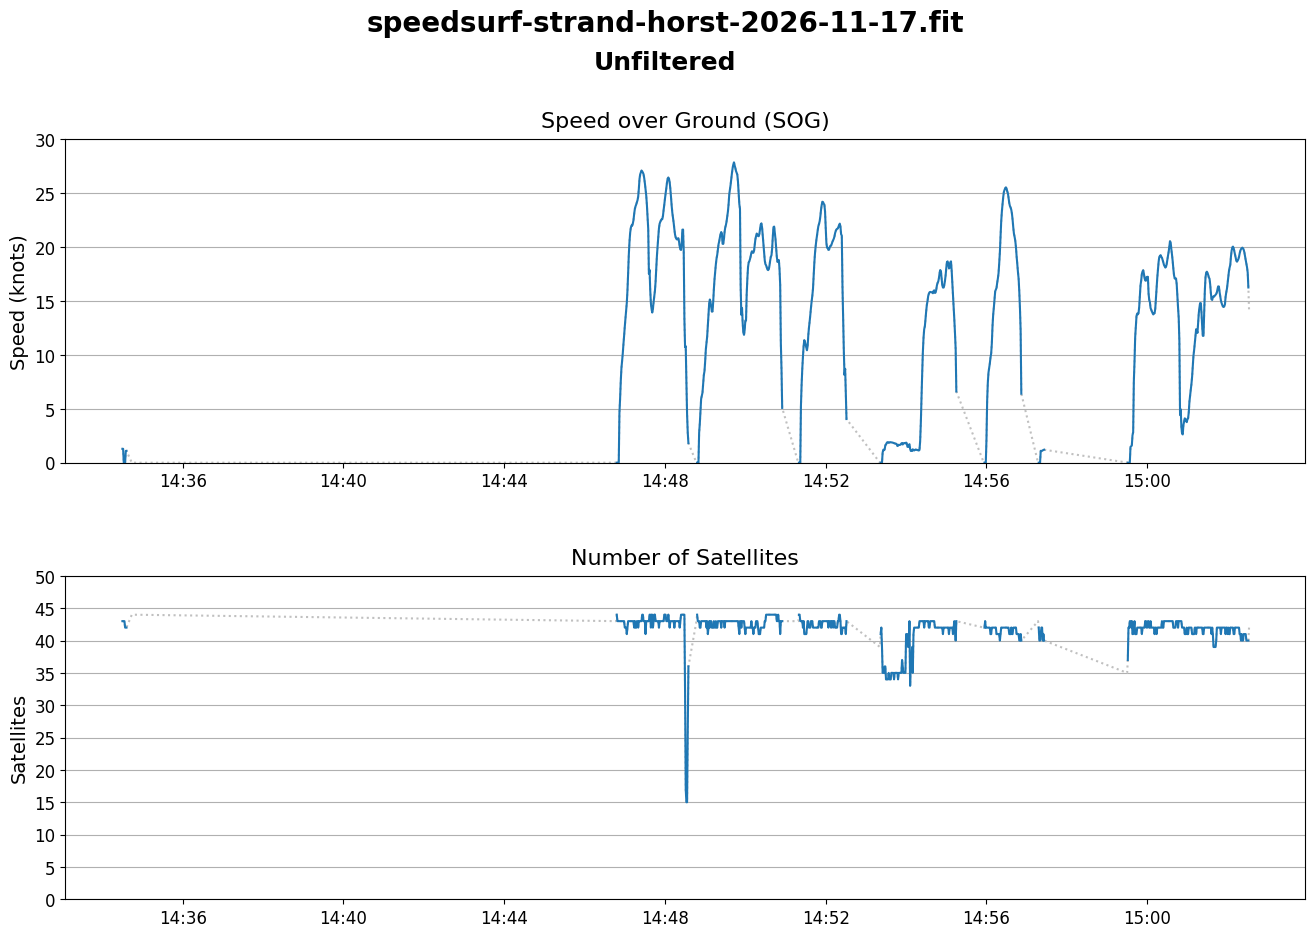 speedsurf-strand-horst-2026-11-17.fit
Unfiltered
Speed over Ground (SOG)
Speed (knots)
30
25
20
15
10
5
0
14:36 14:40 14:44 14:48 14:52 14:56 15:00
Number of Satellites
Satellites
50
45
40
35
30
25
20
15
10
5
0
14:36 14:40 14:44 14:48 14:52 14:56 15:00